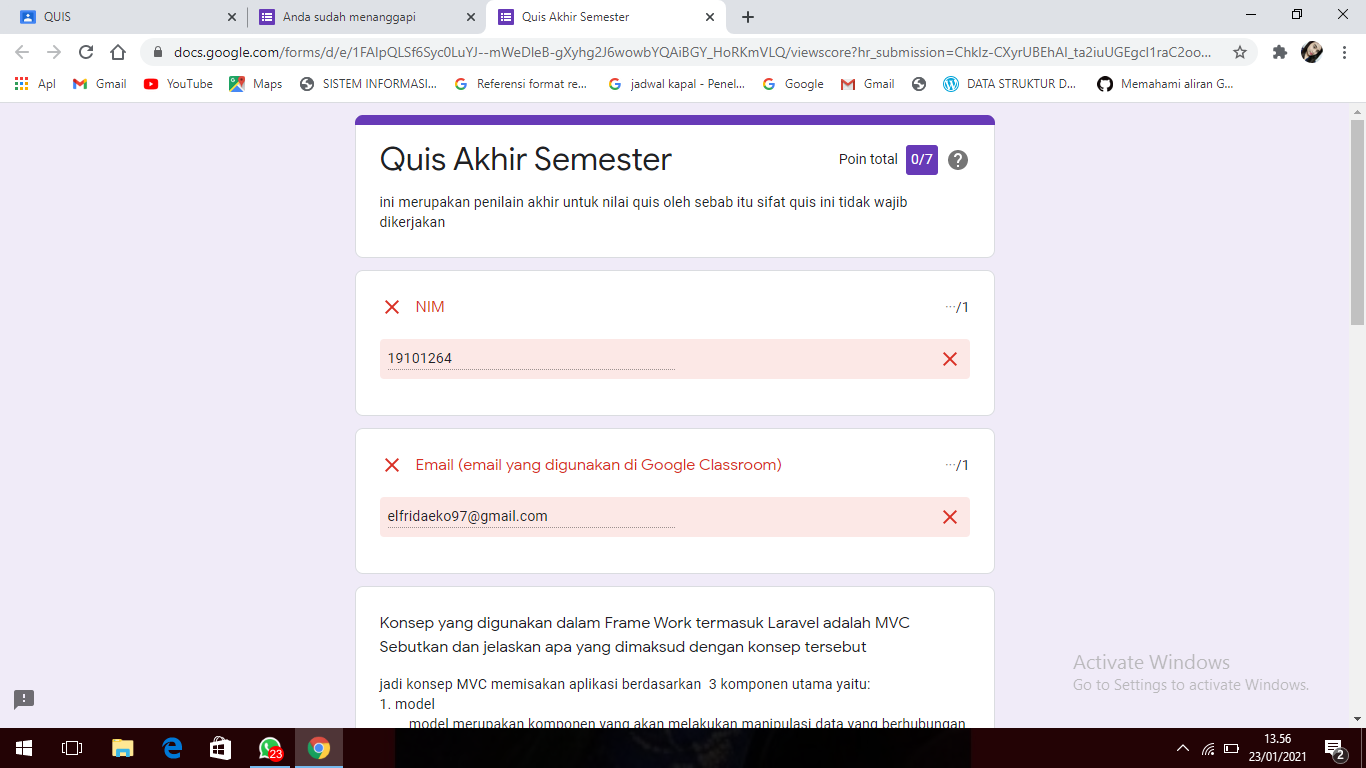 QUIS
Anda sudah menanggapi
Quis Akhir Semester
docs.google.com/forms/d/e/1FAIpQLSf6Syc0LuYJ--mWeDIeB-gXyhg2J6wowbYQAiBGY_HoRKmVLQ/viewscore?hr_submission=ChkIz-CXyrUBEhAI_ta2iuUGEgcI1raC2oo...
Apl
Gmail
YouTube
Maps
SISTEM INFORMASI...
Referensi format re...
jadwal kapal - Penel...
Google
Gmail
DATA STRUKTUR D...
Memahami aliran G...
Quis Akhir Semester
Poin total 0/7
ini merupakan penilain akhir untuk nilai quis oleh sebab itu sifat quis ini tidak wajib
dikerjakan
NIM
···/1
19101264
Email (email yang digunakan di Google Classroom)
···/1
elfridaeko97@gmail.com
Konsep yang digunakan dalam Frame Work termasuk Laravel adalah MVC
Sebutkan dan jelaskan apa yang dimaksud dengan konsep tersebut
jadi konsep MVC memisakan aplikasi berdasarkan 3 komponen utama yaitu:
1. model
model merupakan komponen yang akan melakukan manipulasi data yang berhubungan
Activate Windows
Go to Settings to activate Windows.
23
13.56
23/01/2021
2